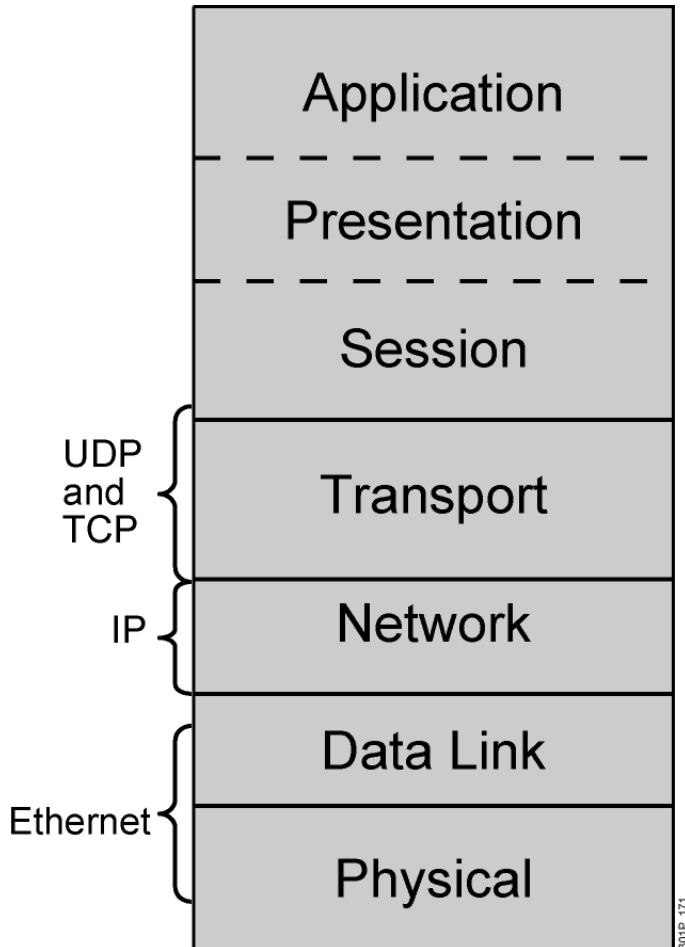 Application
Presentation
Session
UDP
and
TCP
Transport
IP
Network
Data Link
Ethernet
Physical